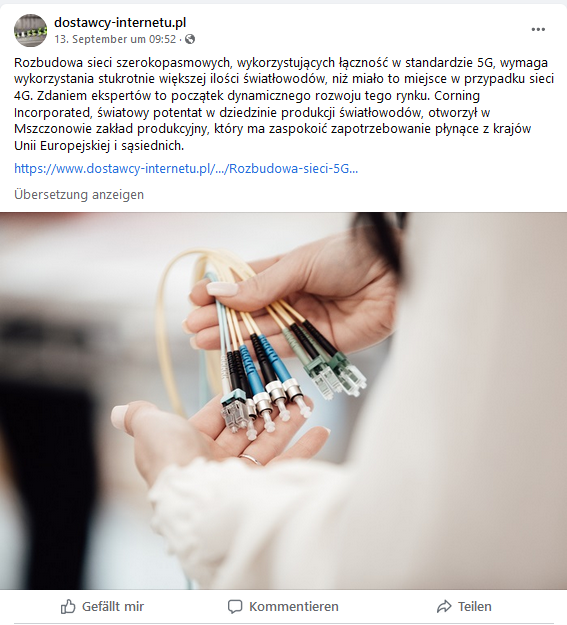 dostawcy-internetu.pl
13. September um 09:52 ·
Rozbudowa sieci szerokopasmowych, wykorzystujących łączność w standardzie 5G, wymaga
wykorzystania stukrotnie większej ilości światłowodów, niż miało to miejsce w przypadku sieci
4G. Zdaniem ekspertów to początek dynamicznego rozwoju tego rynku. Corning
Incorporated, światowy potentat w dziedzinie produkcji światłowodów, otworzył w
Mszczonowie zakład produkcyjny, który ma zaspokoić zapotrzebowanie płynące z krajów
Unii Europejskiej i sąsiednich.
https://www.dostawcy-internetu.pl/.../Rozbudowa-sieci-5G...
Übersetzung anzeigen
Gefällt mir Kommentieren Teilen